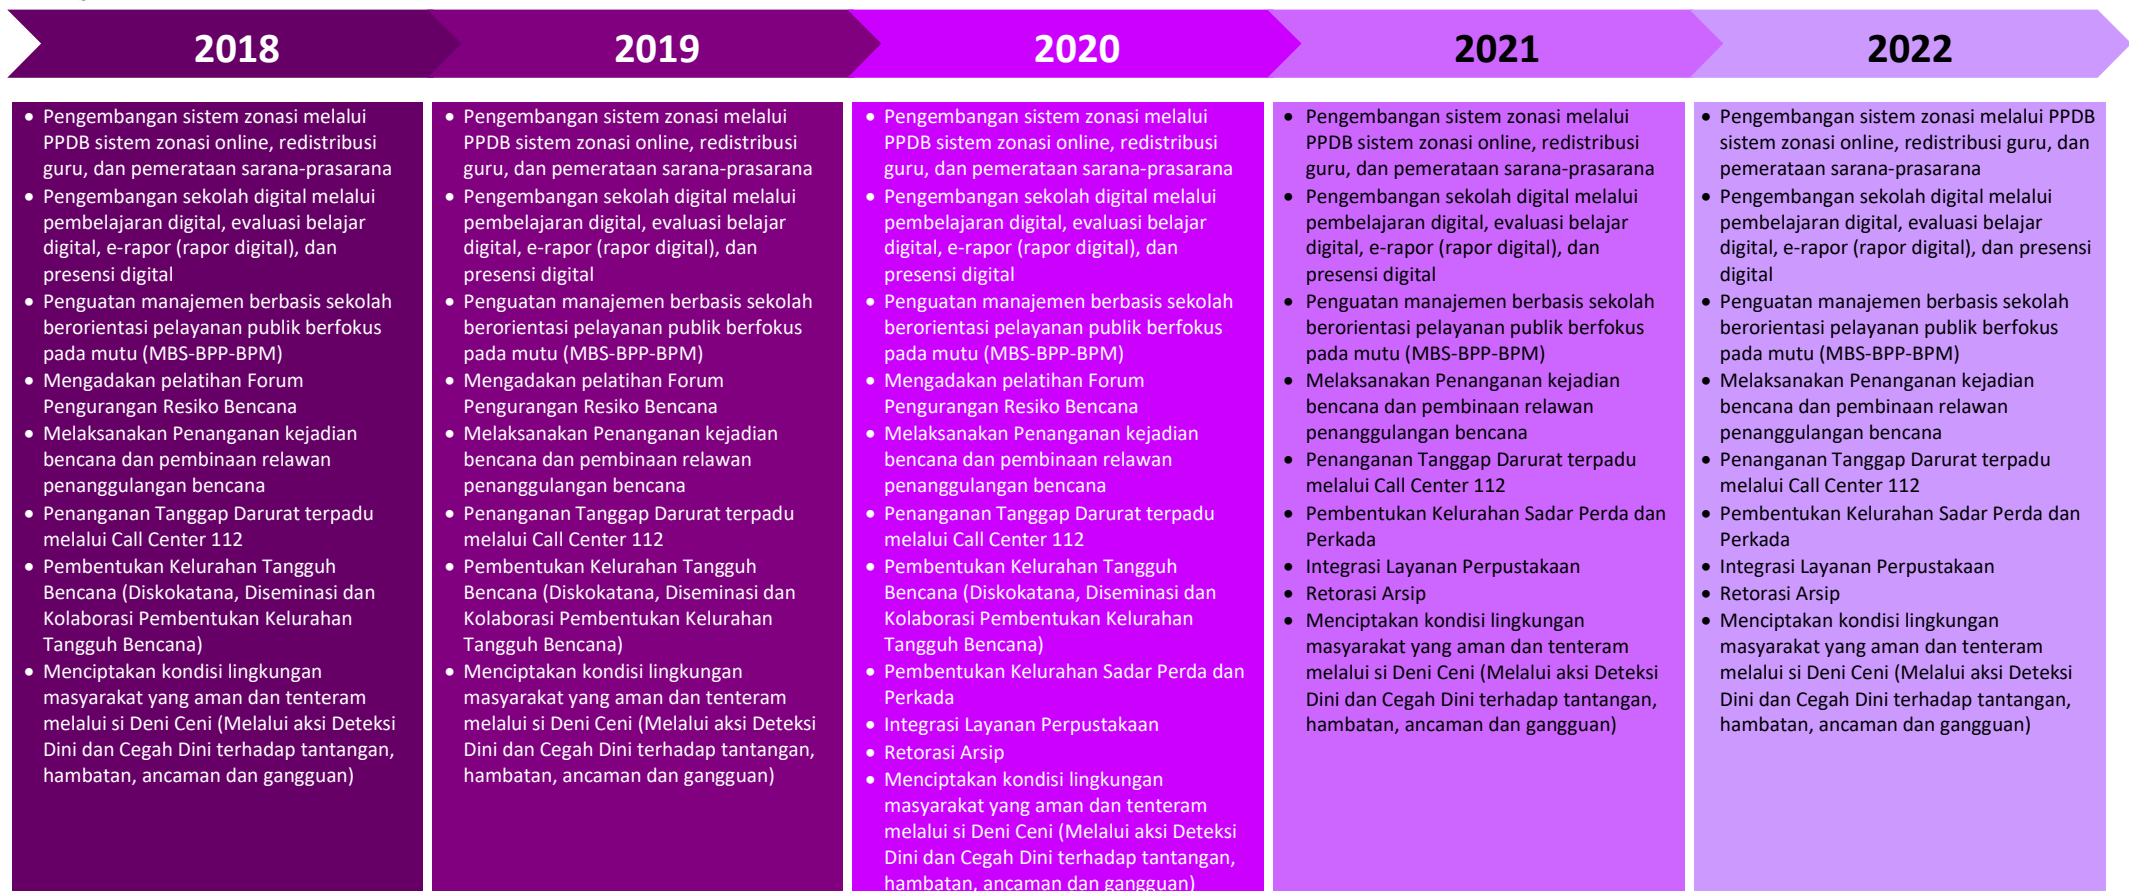 2018
2019
2020
2021
2022
• Pengembangan sistem zonasi melalui
PPDB sistem zonasi online, redistribusi
guru, dan pemerataan sarana-prasarana
• Pengembangan sekolah digital melalui
pembelajaran digital, evaluasi belajar
digital, e-rapor (rapor digital), dan
presensi digital
• Penguatan manajemen berbasis sekolah
berorientasi pelayanan publik berfokus
pada mutu (MBS-BPP-BPM)
• Mengadakan pelatihan Forum
Pengurangan Resiko Bencana
• Melaksanakan Penanganan kejadian
bencana dan pembinaan relawan
penanggulangan bencana
• Penanganan Tanggap Darurat terpadu
melalui Call Center 112
• Pembentukan Kelurahan Tangguh
Bencana (Diskokatana, Diseminasi dan
Kolaborasi Pembentukan Kelurahan
Tangguh Bencana)
• Menciptakan kondisi lingkungan
masyarakat yang aman dan tenteram
melalui si Deni Ceni (Melalui aksi Deteksi
Dini dan Cegah Dini terhadap tantangan,
hambatan, ancaman dan gangguan)
• Pengembangan sistem zonasi melalui
PPDB sistem zonasi online, redistribusi
guru, dan pemerataan sarana-prasarana
• Pengembangan sekolah digital melalui
pembelajaran digital, evaluasi belajar
digital, e-rapor (rapor digital), dan
presensi digital
• Penguatan manajemen berbasis sekolah
berorientasi pelayanan publik berfokus
pada mutu (MBS-BPP-BPM)
• Mengadakan pelatihan Forum
Pengurangan Resiko Bencana
• Melaksanakan Penanganan kejadian
bencana dan pembinaan relawan
penanggulangan bencana
• Penanganan Tanggap Darurat terpadu
melalui Call Center 112
• Pembentukan Kelurahan Tangguh
Bencana (Diskokatana, Diseminasi dan
Kolaborasi Pembentukan Kelurahan
Tangguh Bencana)
• Menciptakan kondisi lingkungan
masyarakat yang aman dan tenteram
melalui si Deni Ceni (Melalui aksi Deteksi
Dini dan Cegah Dini terhadap tantangan,
hambatan, ancaman dan gangguan)
• Pengembangan sistem zonasi melalui
PPDB sistem zonasi online, redistribusi
guru, dan pemerataan sarana-prasarana
• Pengembangan sekolah digital melalui
pembelajaran digital, evaluasi belajar
digital, e-rapor (rapor digital), dan
presensi digital
• Penguatan manajemen berbasis sekolah
berorientasi pelayanan publik berfokus
pada mutu (MBS-BPP-BPM)
• Mengadakan pelatihan Forum
Pengurangan Resiko Bencana
• Melaksanakan Penanganan kejadian
bencana dan pembinaan relawan
penanggulangan bencana
• Penanganan Tanggap Darurat terpadu
melalui Call Center 112
• Pembentukan Kelurahan Tangguh
Bencana (Diskokatana, Diseminasi dan
Kolaborasi Pembentukan Kelurahan
Tangguh Bencana)
• Pembentukan Kelurahan Sadar Perda dan
Perkada
• Integrasi Layanan Perpustakaan
• Retorasi Arsip
• Menciptakan kondisi lingkungan
masyarakat yang aman dan tenteram
melalui si Deni Ceni (Melalui aksi Deteksi
Dini dan Cegah Dini terhadap tantangan,
hambatan, ancaman dan gangguan)
• Pengembangan sistem zonasi melalui
PPDB sistem zonasi online, redistribusi
guru, dan pemerataan sarana-prasarana
• Pengembangan sekolah digital melalui
pembelajaran digital, evaluasi belajar
digital, e-rapor (rapor digital), dan
presensi digital
• Penguatan manajemen berbasis sekolah
berorientasi pelayanan publik berfokus
pada mutu (MBS-BPP-BPM)
• Melaksanakan Penanganan kejadian
bencana dan pembinaan relawan
penanggulangan bencana
• Penanganan Tanggap Darurat terpadu
melalui Call Center 112
• Pembentukan Kelurahan Sadar Perda dan
Perkada
• Integrasi Layanan Perpustakaan
• Retorasi Arsip
• Menciptakan kondisi lingkungan
masyarakat yang aman dan tenteram
melalui si Deni Ceni (Melalui aksi Deteksi
Dini dan Cegah Dini terhadap tantangan,
hambatan, ancaman dan gangguan)
• Pengembangan sistem zonasi melalui PPDB
sistem zonasi online, redistribusi guru, dan
pemerataan sarana-prasarana
• Pengembangan sekolah digital melalui
pembelajaran digital, evaluasi belajar
digital, e-rapor (rapor digital), dan presensi
digital
• Penguatan manajemen berbasis sekolah
berorientasi pelayanan publik berfokus
pada mutu (MBS-BPP-BPM)
• Melaksanakan Penanganan kejadian
bencana dan pembinaan relawan
penanggulangan bencana
• Penanganan Tanggap Darurat terpadu
melalui Call Center 112
• Pembentukan Kelurahan Sadar Perda dan
Perkada
• Integrasi Layanan Perpustakaan
• Retorasi Arsip
• Menciptakan kondisi lingkungan
masyarakat yang aman dan tenteram
melalui si Deni Ceni (Melalui aksi Deteksi
Dini dan Cegah Dini terhadap tantangan,
hambatan, ancaman dan gangguan)